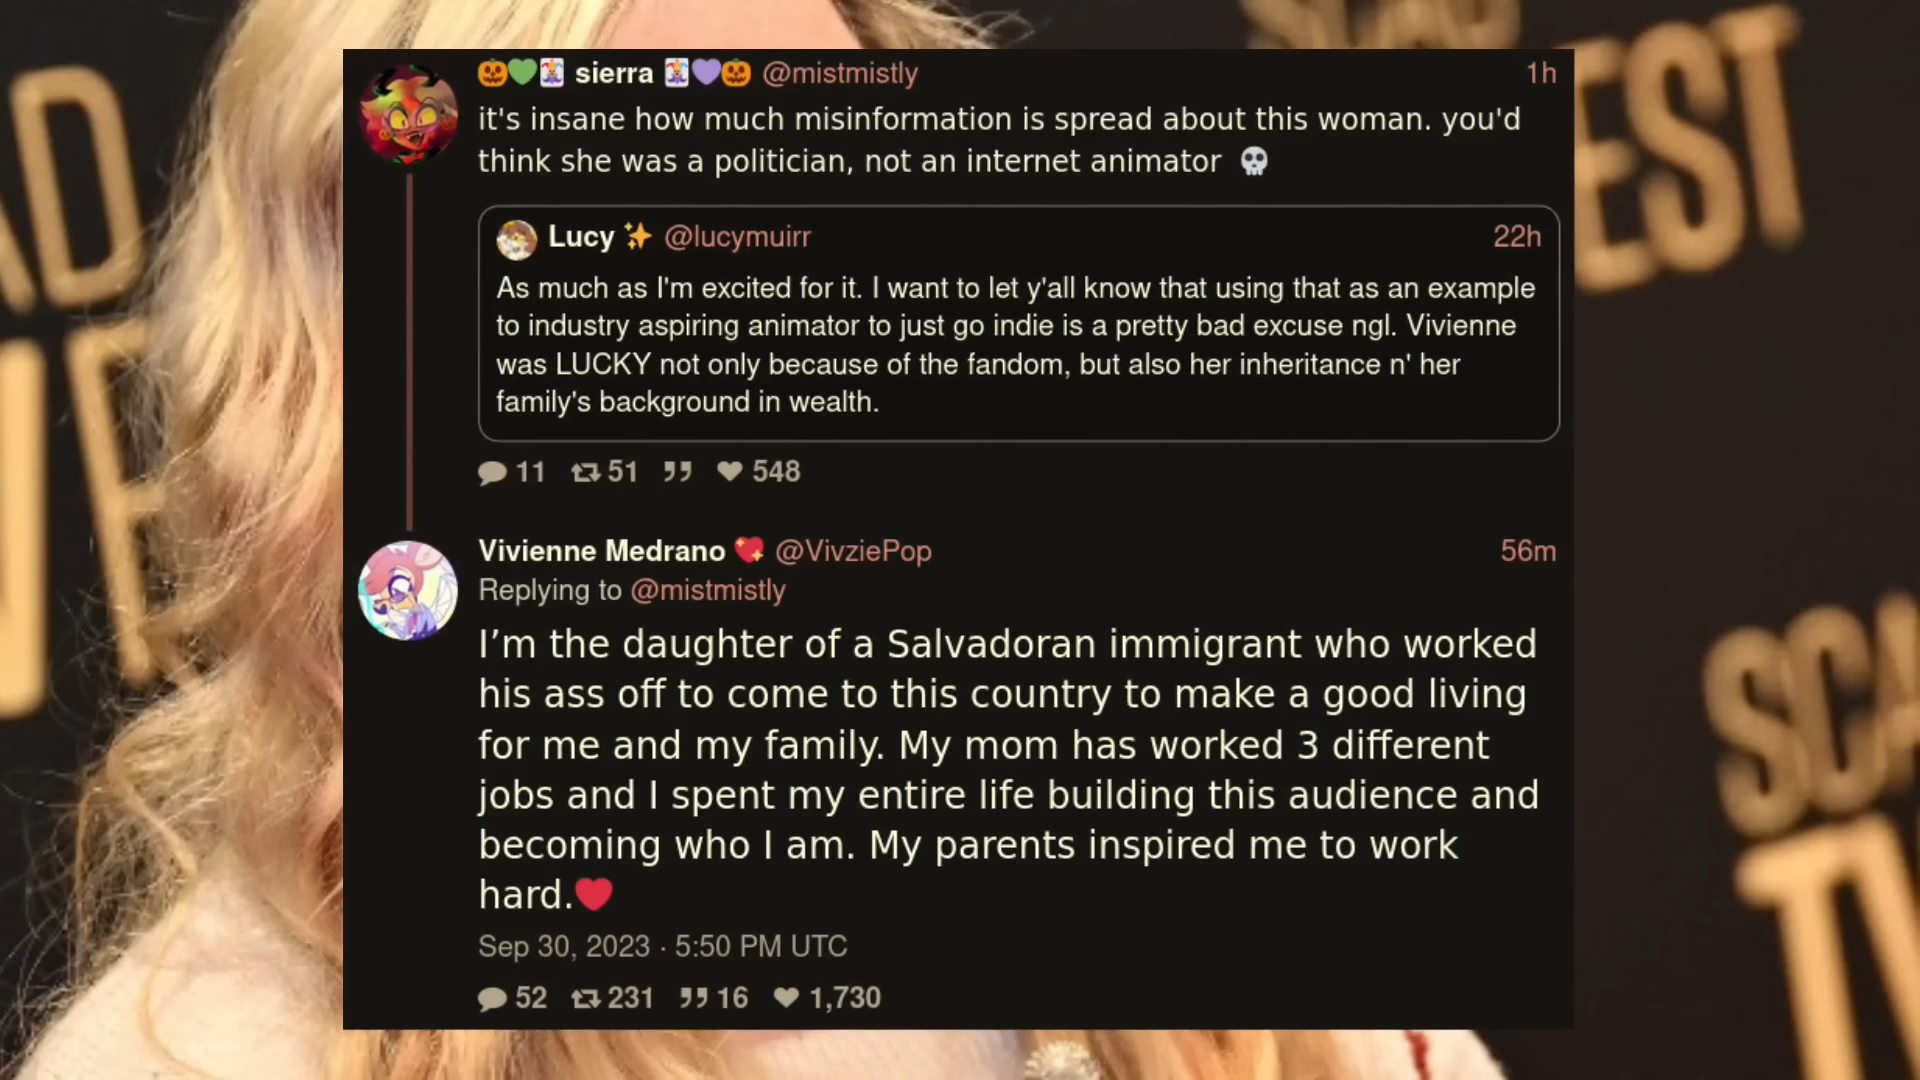 🎃💚🃏 sierra 🃏💜🎃 @mistmistly 1h
it's insane how much misinformation is spread about this woman. you'd
think she was a politician, not an internet animator 💀
Lucy ✨ @lucymuirr 22h
As much as I'm excited for it. I want to let y'all know that using that as an example
to industry aspiring animator to just go indie is a pretty bad excuse ngl. Vivienne
was LUCKY not only because of the fandom, but also her inheritance n' her
family's background in wealth.
11 51 548
Vivienne Medrano 💖 @VivziePop 56m
Replying to @mistmistly
I’m the daughter of a Salvadoran immigrant who worked
his ass off to come to this country to make a good living
for me and my family. My mom has worked 3 different
jobs and I spent my entire life building this audience and
becoming who I am. My parents inspired me to work
hard.❤️
Sep 30, 2023 · 5:50 PM UTC
52 231 16 1,730
AD
EST
SCA
TV